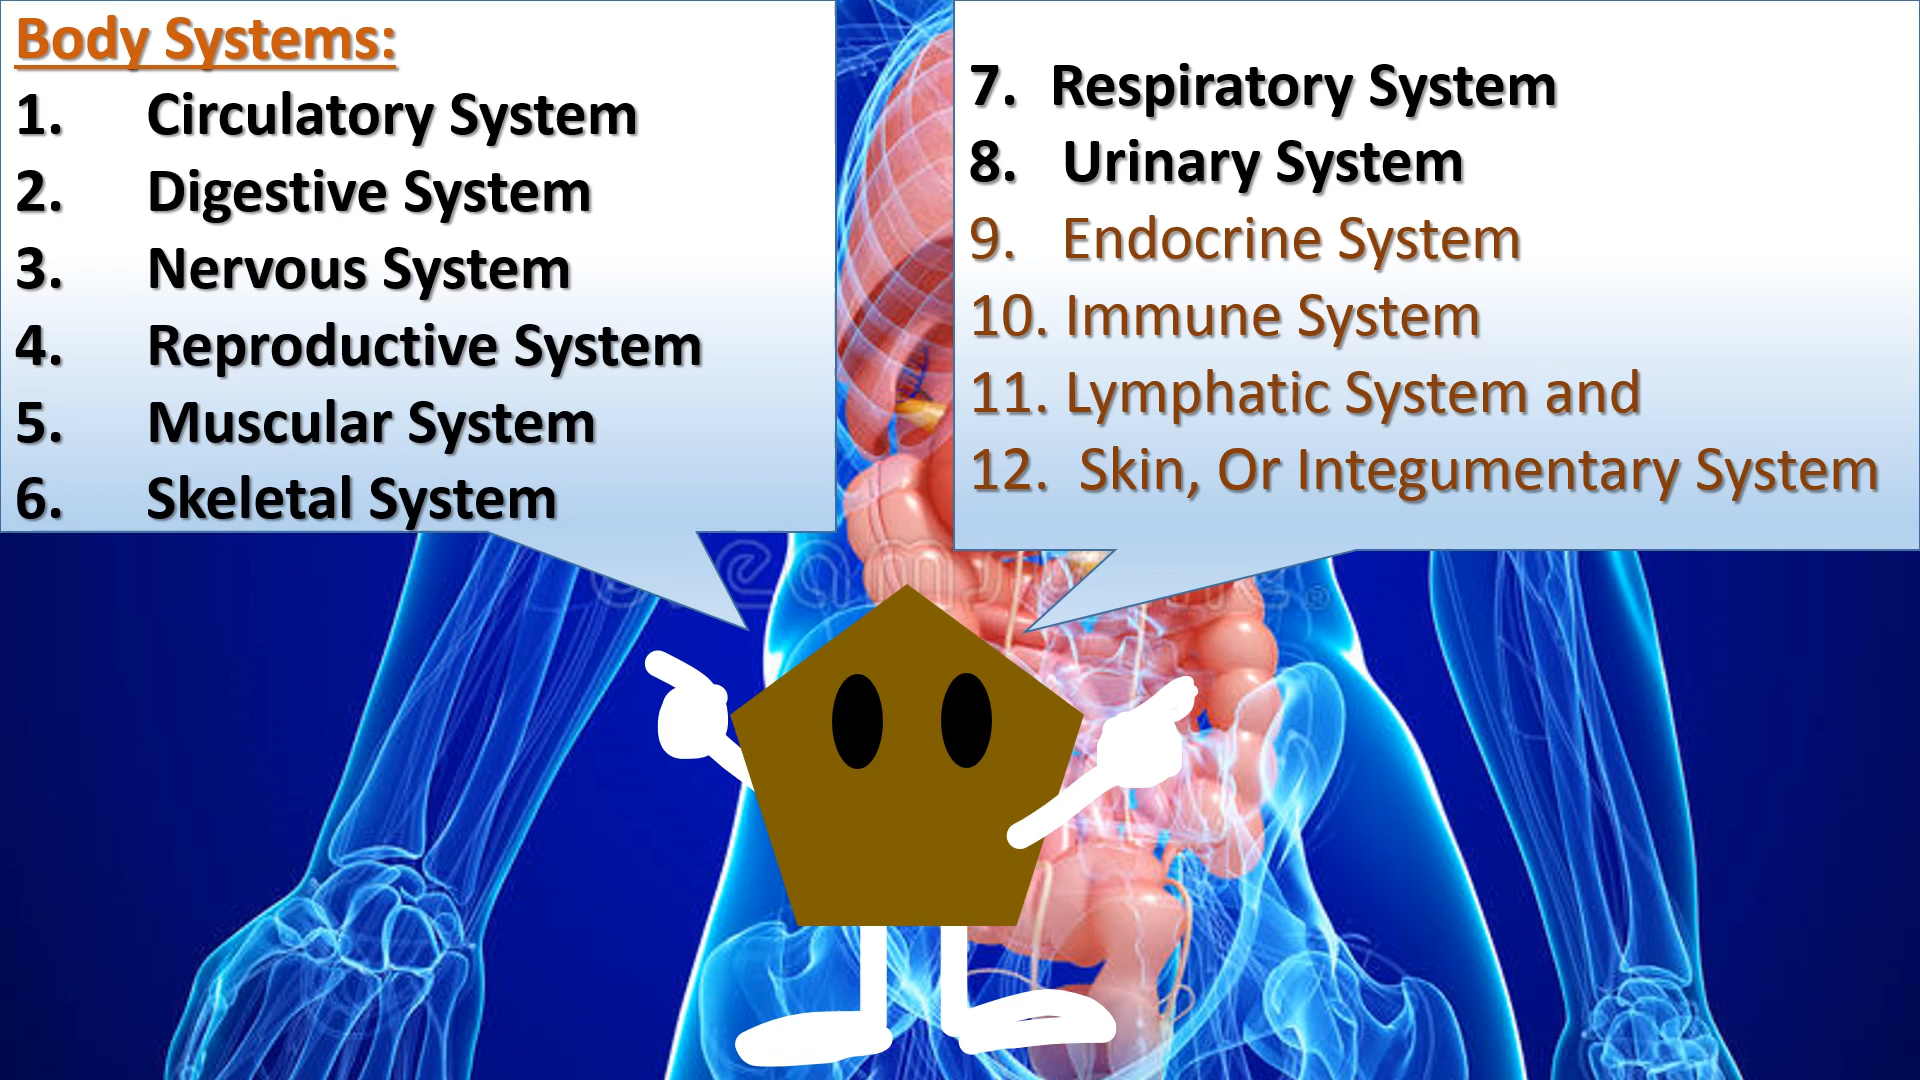 Body Systems:
1. Circulatory System
2. Digestive System
3. Nervous System
4. Reproductive System
5. Muscular System
6. Skeletal System
7. Respiratory System
8. Urinary System
9. Endocrine System
10. Immune System
11. Lymphatic System and
12. Skin, Or Integumentary System